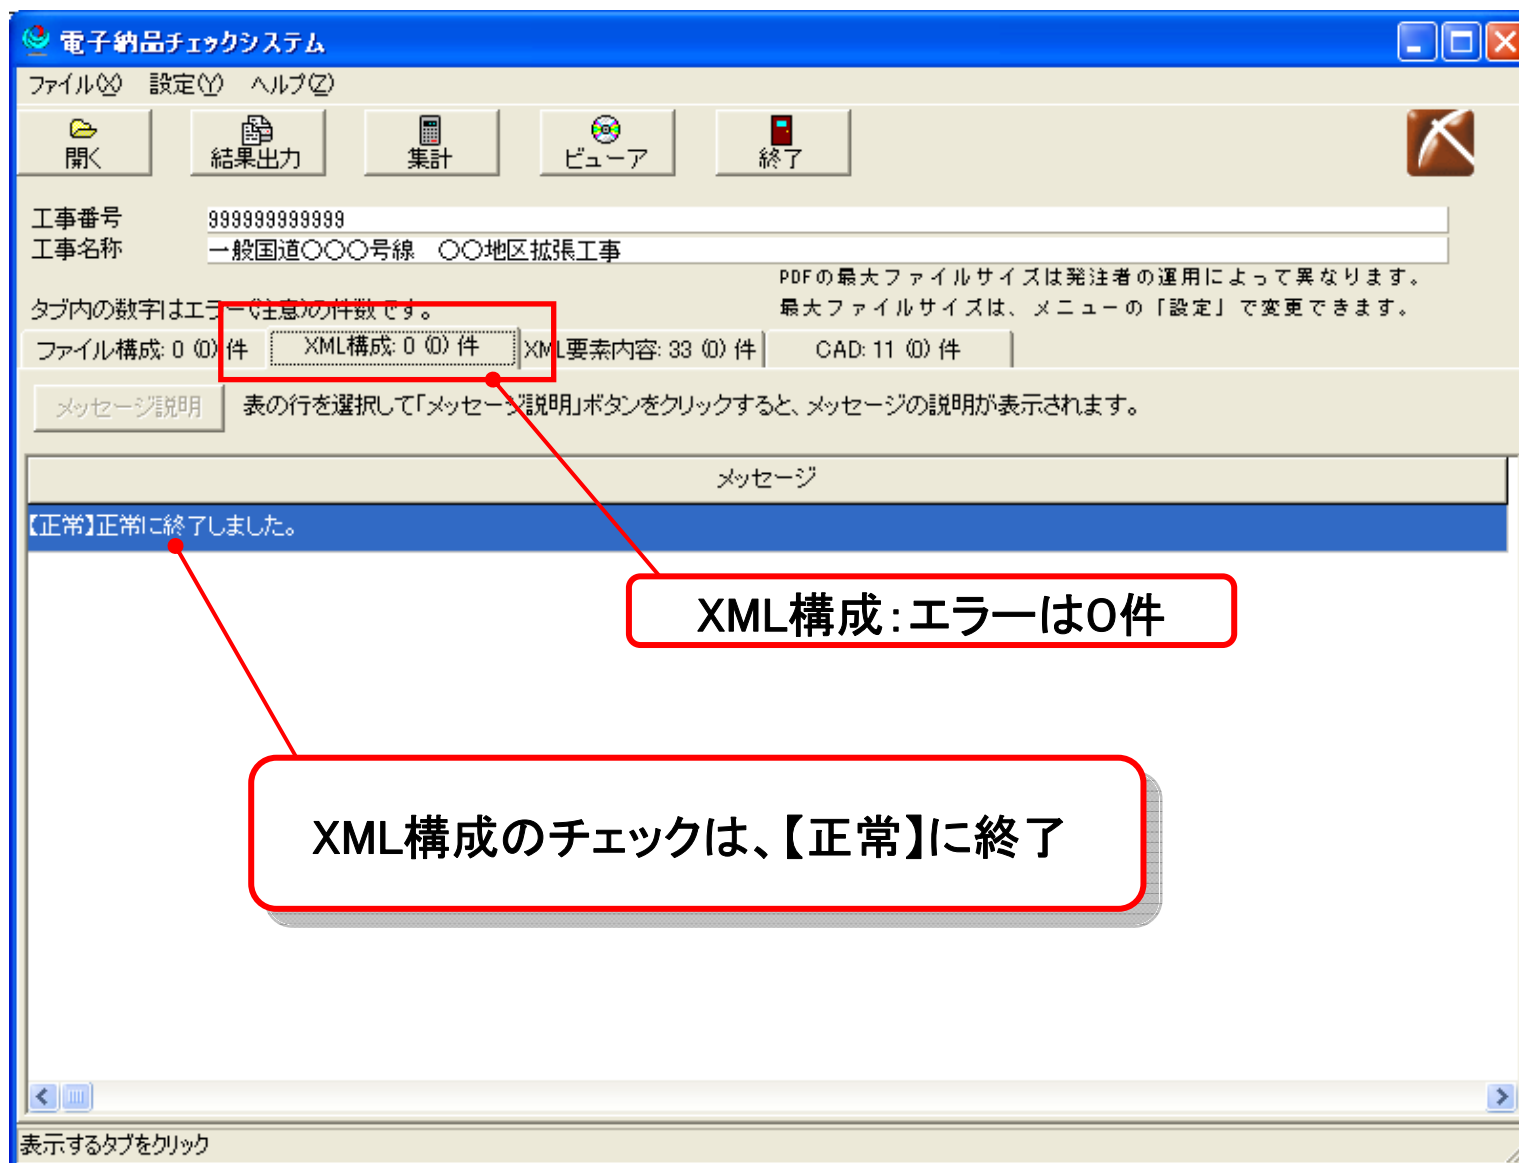 電子納品チェックシステム
ファイル(X) 設定(Y) ヘルプ(Z)
開く 結果出力 集計 ビューア 終了
工事番号 999999999999
工事名称 一般国道〇〇〇号線 〇〇地区拡張工事
PDFの最大ファイルサイズは発注者の運用によって異なります。
タブ内の数字はエラー(注意)の件数です。 最大ファイルサイズは、メニューの「設定」で変更できます。
ファイル構成: 0 (0) 件 XML構成: 0 (0) 件 XML要素内容: 33 (0) 件 CAD: 11 (0) 件
メッセージ説明 表の行を選択して「メッセージ説明」ボタンをクリックすると、メッセージの説明が表示されます。
メッセージ
【正常】正常に終了しました。
XML構成：エラーは0件
XML構成のチェックは、【正常】に終了
表示するタブをクリック